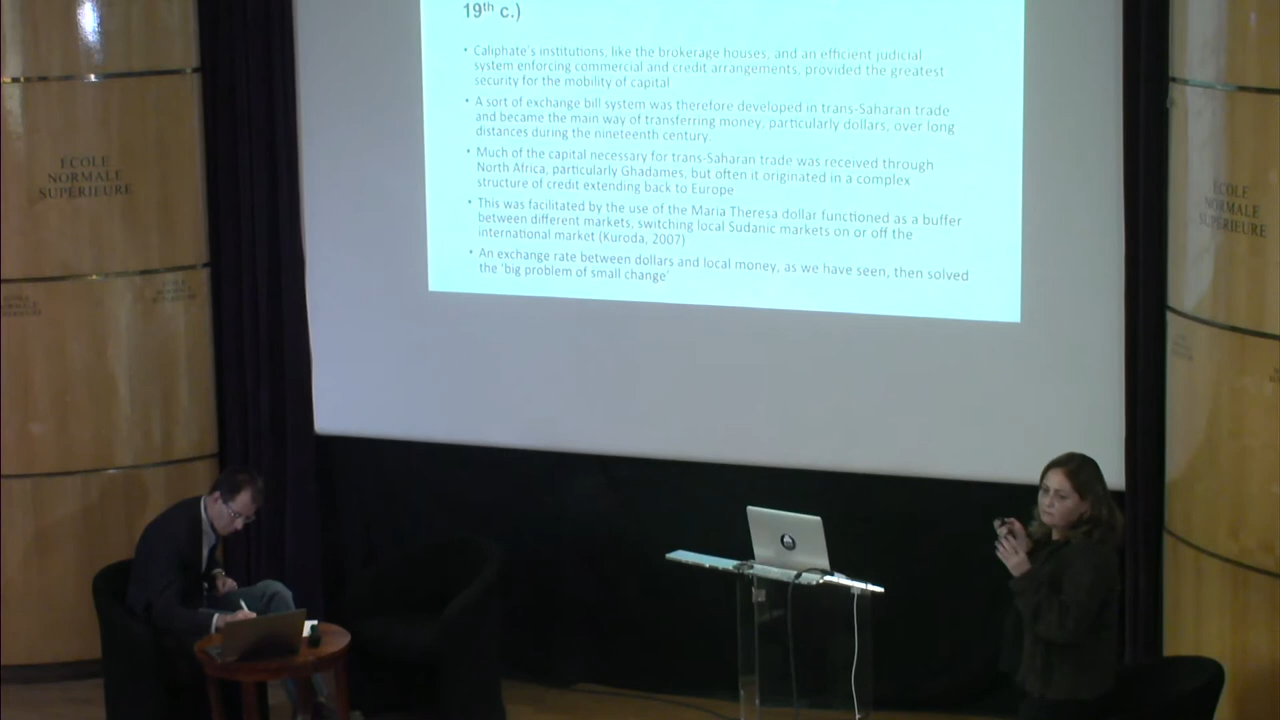 19th c.)
• Caliphate's institutions, like the brokerage houses, and an efficient judicial
system enforcing commercial and credit arrangements, provided the greatest
security for the mobility of capital
• A sort of exchange bill system was therefore developed in trans-Saharan trade
and became the main way of transferring money, particularly dollars, over long
distances during the nineteenth century.
• Much of the capital necessary for trans-Saharan trade was received through
North Africa, particularly Ghadames, but often it originated in a complex
structure of credit extending back to Europe
• This was facilitated by the use of the Maria Theresa dollar functioned as a buffer
between different markets, switching local Sudanic markets on or off the
international market (Kuroda, 2007)
• An exchange rate between dollars and local money, as we have seen, then solved
the 'big problem of small change'
ÉCOLE
NORMALE
SUPÉRIEURE
ÉCOLE
NORMALE
SUPÉRIEURE